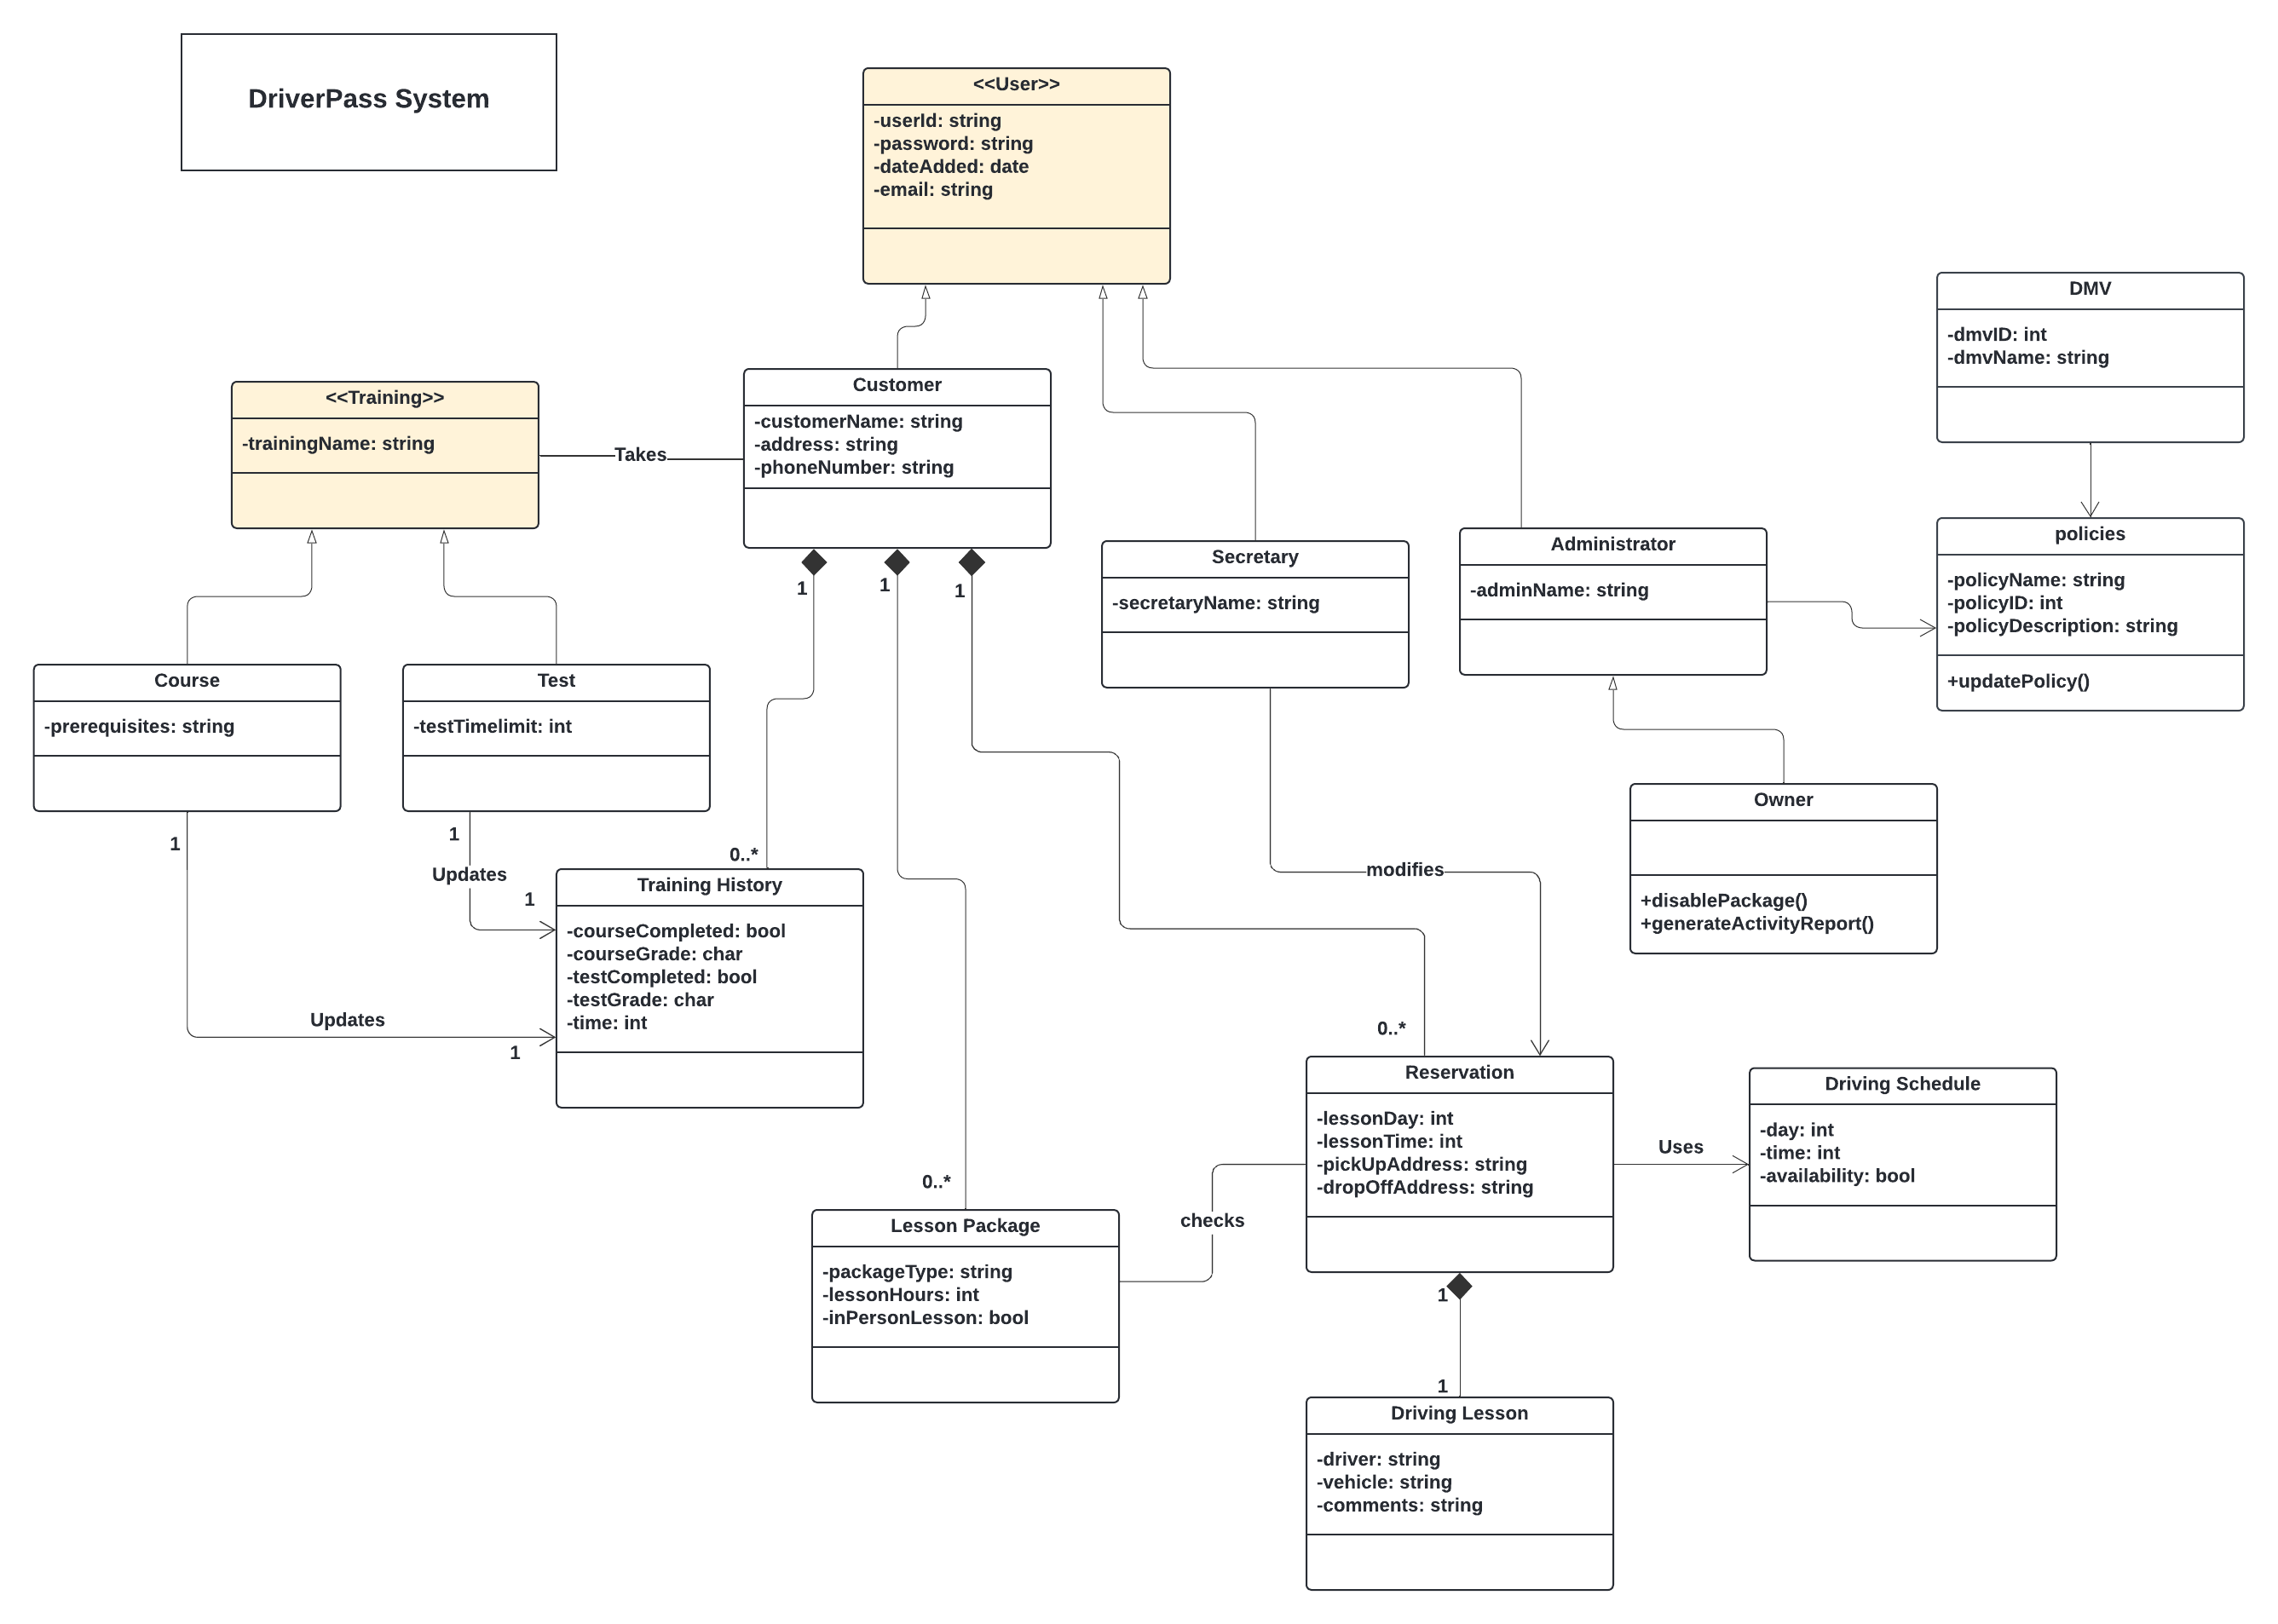 DriverPass System
<<User>>
-userId: string
-password: string
-dateAdded: date
-email: string
DMV
-dmvID: int
-dmvName: string
<<Training>>
-trainingName: string
Takes
Customer
-customerName: string
-address: string
-phoneNumber: string
Secretary
-secretaryName: string
Administrator
-adminName: string
policies
-policyName: string
-policyID: int
-policyDescription: string
+updatePolicy()
1
1
1
Course
-prerequisites: string
Test
-testTimelimit: int
Owner
+disablePackage()
+generateActivityReport()
1
1
Updates
1
0..*
modifies
Training History
-courseCompleted: bool
-courseGrade: char
-testCompleted: bool
-testGrade: char
-time: int
Updates
1
0..*
Reservation
-lessonDay: int
-lessonTime: int
-pickUpAddress: string
-dropOffAddress: string
Uses
Driving Schedule
-day: int
-time: int
-availability: bool
0..*
Lesson Package
-packageType: string
-lessonHours: int
-inPersonLesson: bool
checks
1
1
Driving Lesson
-driver: string
-vehicle: string
-comments: string